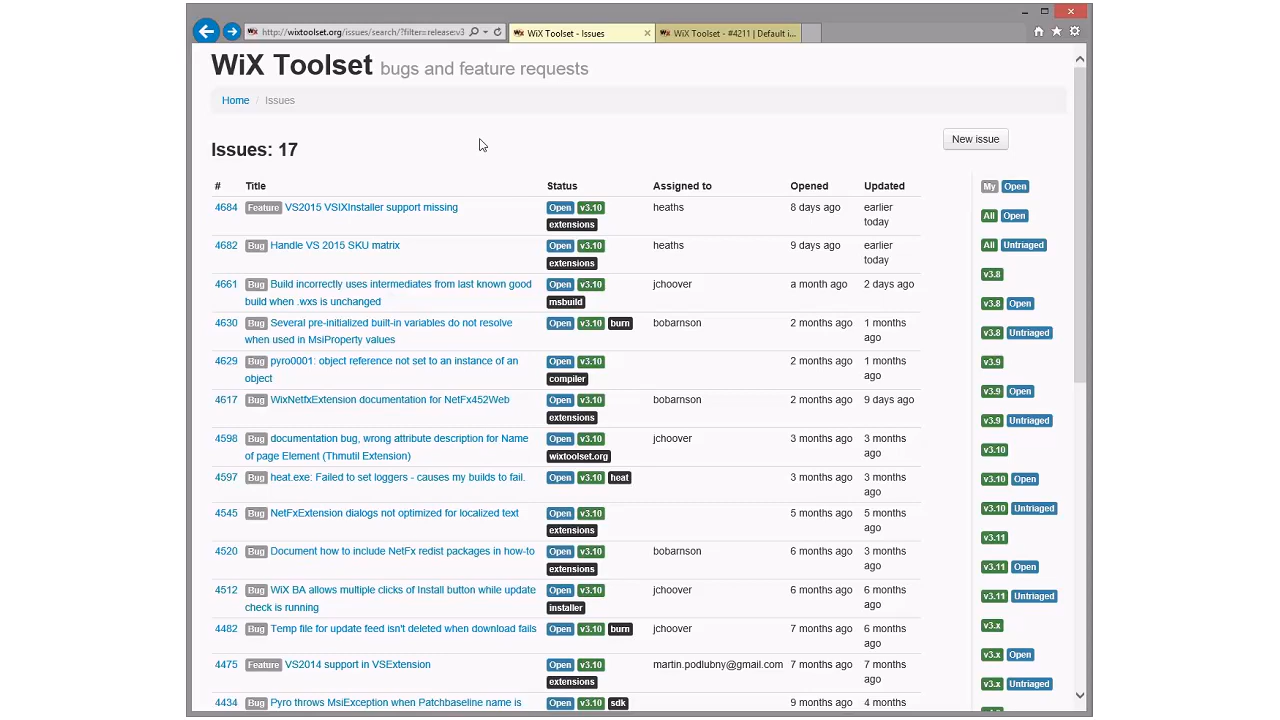 http://wixtoolset.org/issues/search/?filter=release:v3
WiX Toolset - Issues
WiX Toolset - #4211 | Default i...
WiX Toolset bugs and feature requests
Home / Issues
Issues: 17
New issue
# Title Status Assigned to Opened Updated
4684 Feature VS2015 VSIXInstaller support missing Open v3.10 heaths 8 days ago earlier
extensions today
4682 Bug Handle VS 2015 SKU matrix Open v3.10 heaths 9 days ago earlier
extensions today
4661 Bug Build incorrectly uses intermediates from last known good Open v3.10 jchoover a month ago 2 days ago
build when .wxs is unchanged msbuild
4630 Bug Several pre-initialized built-in variables do not resolve Open v3.10 burn bobarnson 2 months ago 1 months
when used in MsiProperty values ago
4629 Bug pyro0001: object reference not set to an instance of an Open v3.10 2 months ago 1 months
object compiler ago
4617 Bug WixNetfxExtension documentation for NetFx452Web Open v3.10 bobarnson 2 months ago 9 days ago
extensions
4598 Bug documentation bug, wrong attribute description for Name Open v3.10 jchoover 3 months ago 3 months
of page Element (Thmutil Extension) wixtoolset.org ago
4597 Bug heat.exe: Failed to set loggers - causes my builds to fail. Open v3.10 heat 3 months ago 3 months
ago
4545 Bug NetFxExtension dialogs not optimized for localized text Open v3.10 5 months ago 5 months
extensions ago
4520 Bug Document how to include NetFx redist packages in how-to Open v3.10 bobarnson 6 months ago 3 months
extensions ago
4512 Bug WiX BA allows multiple clicks of Install button while update Open v3.10 jchoover 6 months ago 6 months
check is running installer ago
4482 Bug Temp file for update feed isn't deleted when download fails Open v3.10 burn jchoover 7 months ago 6 months
ago
4475 Feature VS2014 support in VSExtension Open v3.10 martin.podlubny@gmail.com 7 months ago 7 months
extensions ago
4434 Bug Pyro throws MsiException when Patchbaseline name is Open v3.10 sdk 9 months ago 4 months
My Open
All Open
All Untriaged
v3.8
v3.8 Open
v3.8 Untriaged
v3.9
v3.9 Open
v3.9 Untriaged
v3.10
v3.10 Open
v3.10 Untriaged
v3.11
v3.11 Open
v3.11 Untriaged
v3.x
v3.x Open
v3.x Untriaged